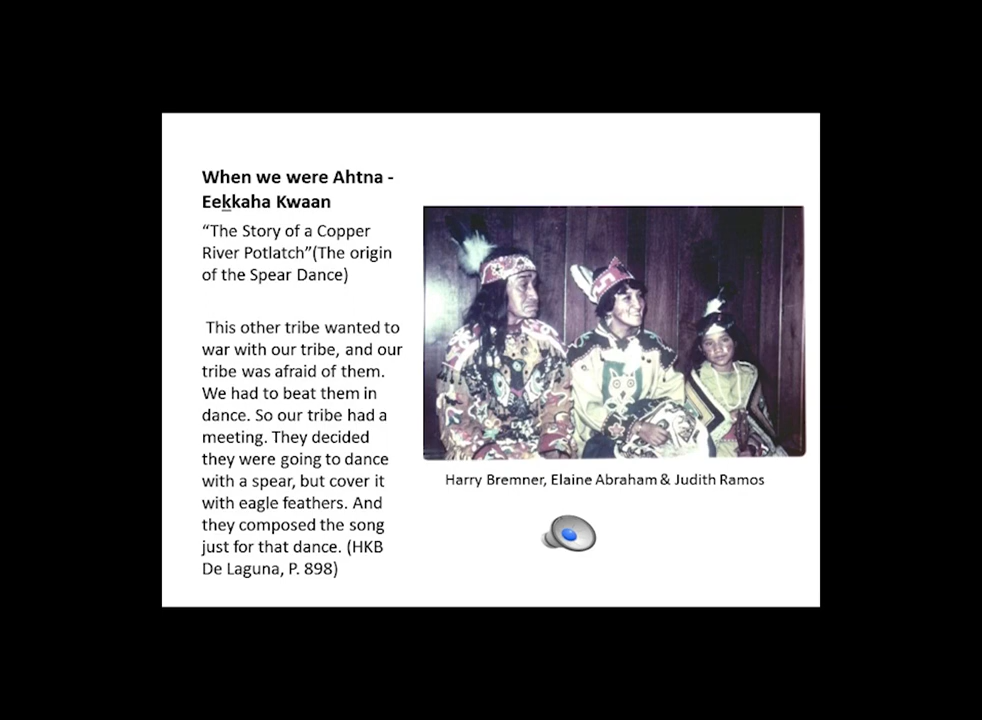 When we were Ahtna -
Eeḵkaha Kwaan
“The Story of a Copper
River Potlatch”(The origin
of the Spear Dance)
This other tribe wanted to
war with our tribe, and our
tribe was afraid of them.
We had to beat them in
dance. So our tribe had a
meeting. They decided
they were going to dance
with a spear, but cover it
with eagle feathers. And
they composed the song
just for that dance. (HKB
De Laguna, P. 898)
Harry Bremner, Elaine Abraham & Judith Ramos